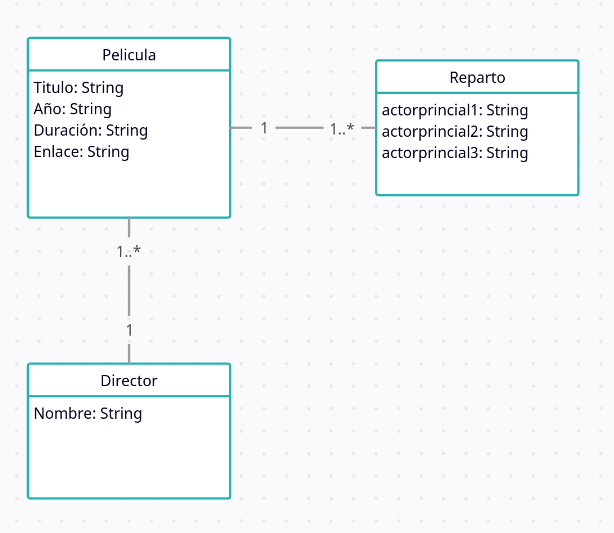 Pelicula
Titulo: String
Año: String
Duración: String
Enlace: String
1
1..*
Reparto
actorprincial1: String
actorprincial2: String
actorprincial3: String
1..*
1
Director
Nombre: String